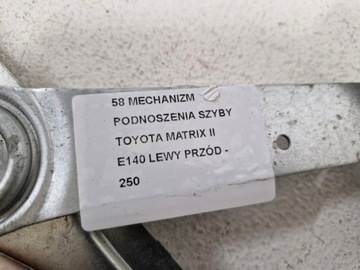 58 MECHANIZM
PODNOSZENIA SZYBY
TOYOTA MATRIX II
E140 LEWY PRZÓD -
250